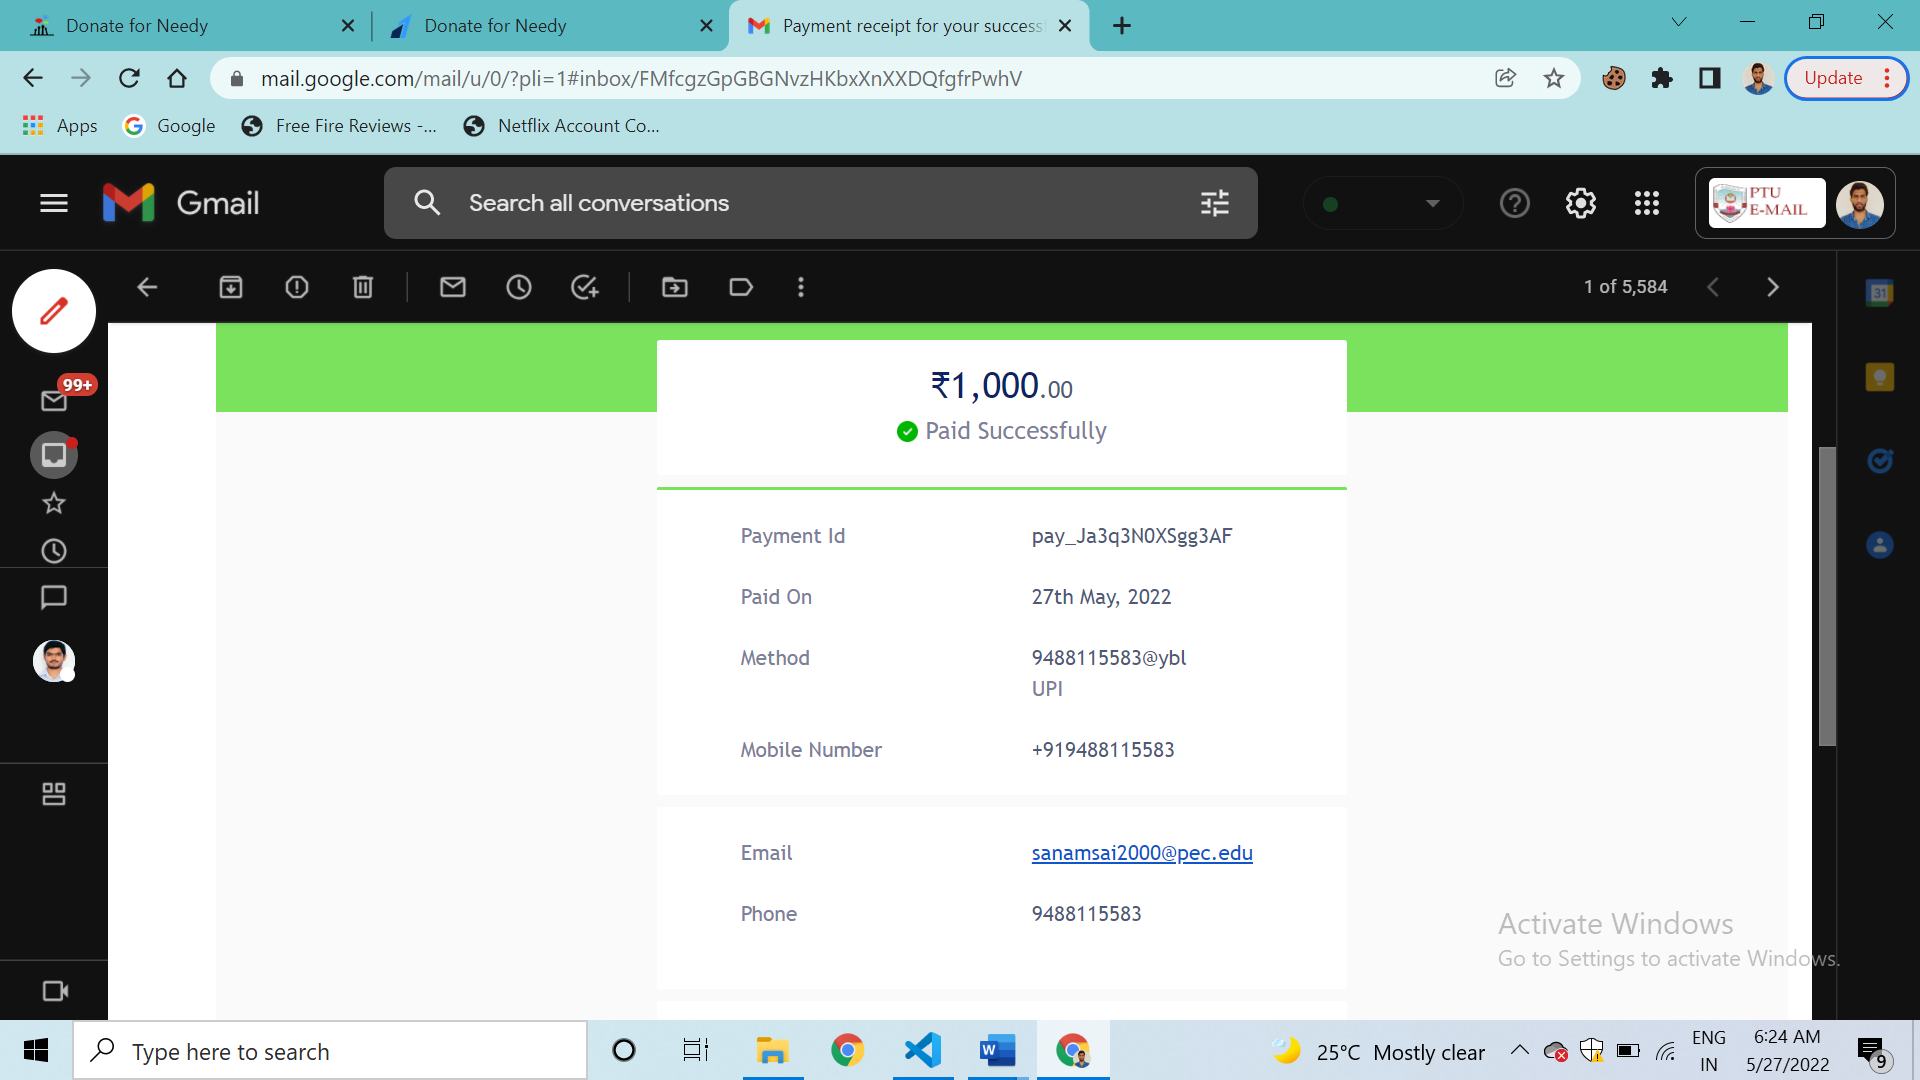 Donate for Needy
Donate for Needy
Payment receipt for your success
mail.google.com/mail/u/0/?pli=1#inbox/FMfcgzGpGBGNvzHKbxXnXXDQfgfrPwhV
Update
Apps
Google
Free Fire Reviews -...
Netflix Account Co...
Gmail
Search all conversations
PTU
E-MAIL
1 of 5,584
31
99+
₹1,000.00
Paid Successfully
Payment Id pay_Ja3q3N0XSgg3AF
Paid On 27th May, 2022
Method 9488115583@ybl
UPI
Mobile Number +919488115583
Email sanamsai2000@pec.edu
Phone 9488115583
Activate Windows
Go to Settings to activate Windows.
Type here to search
W
25°C Mostly clear
ENG
IN
6:24 AM
5/27/2022
9